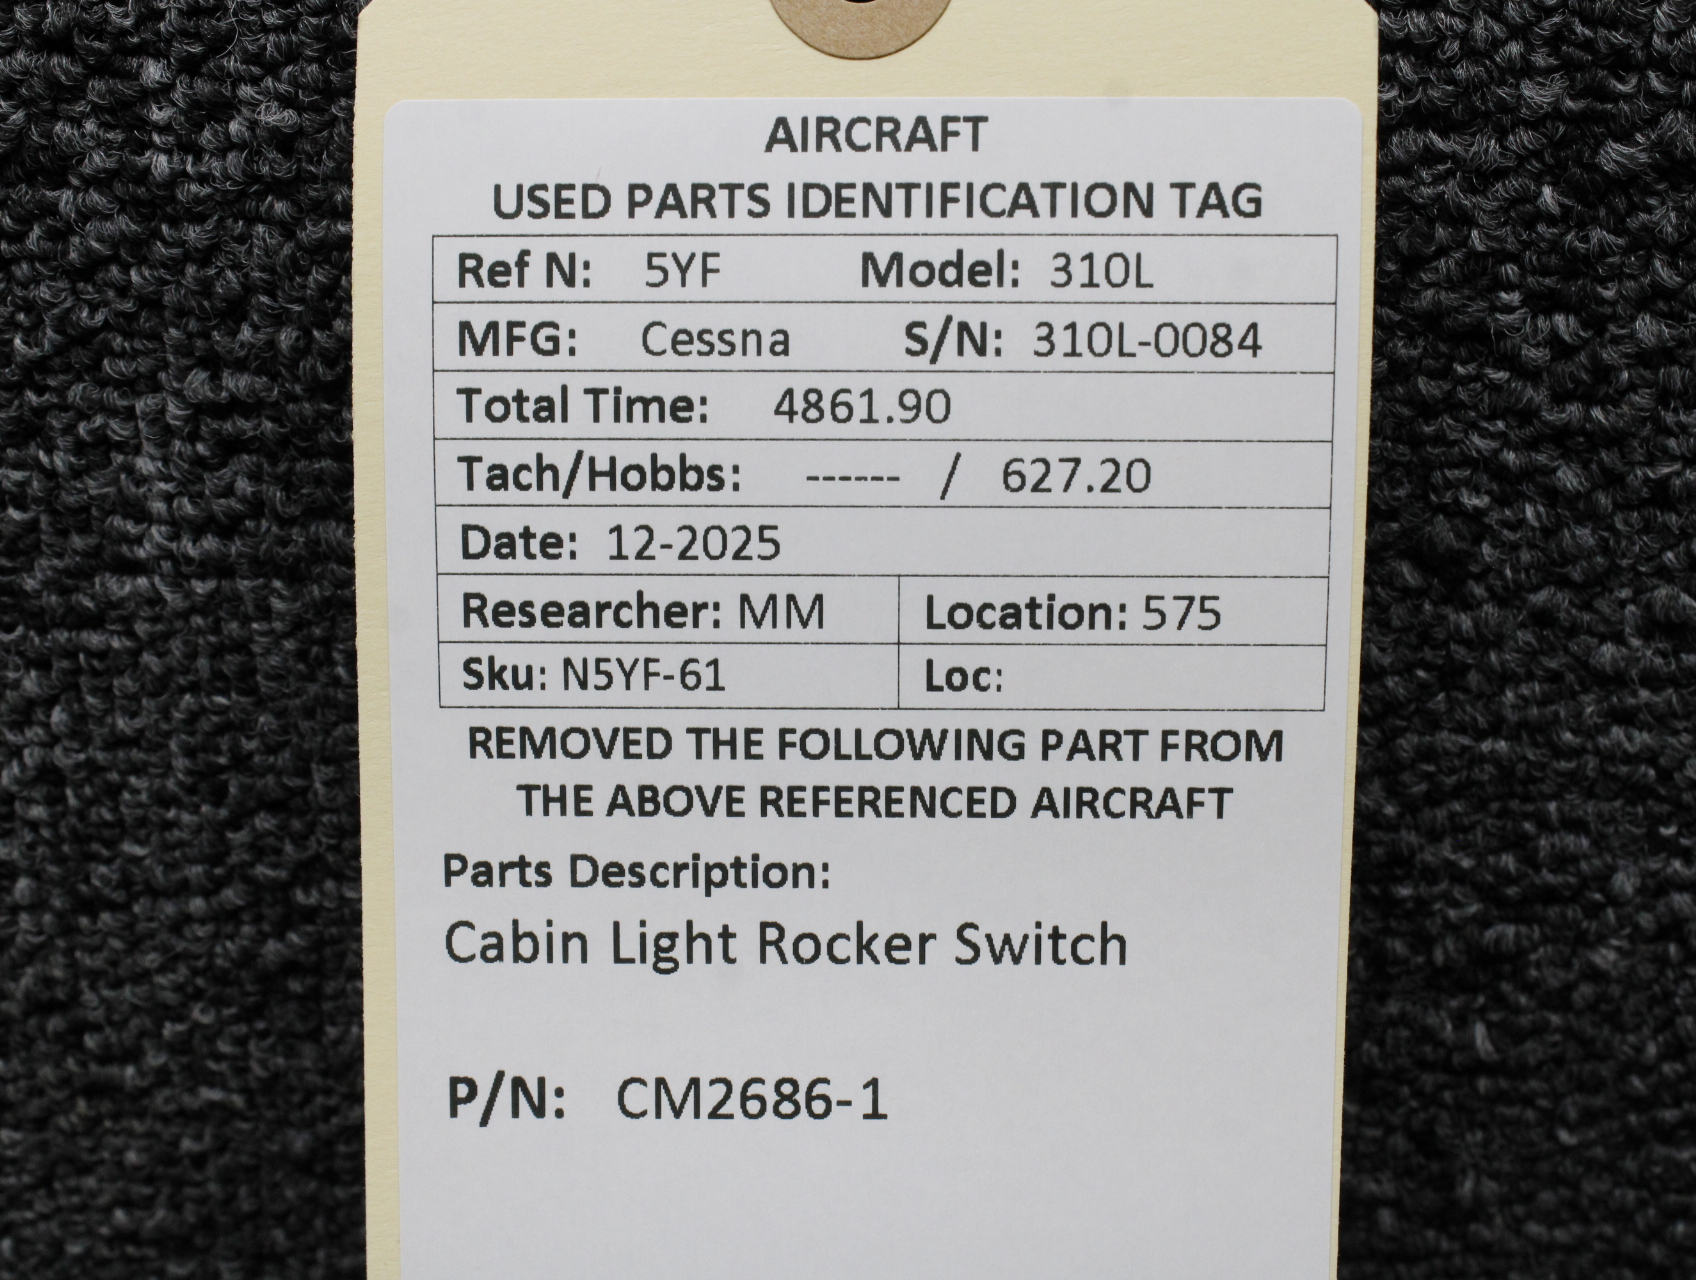 AIRCRAFT
USED PARTS IDENTIFICATION TAG
Ref N: 5YF Model: 310L
MFG: Cessna S/N: 310L-0084
Total Time: 4861.90
Tach/Hobbs: ------ / 627.20
Date: 12-2025
Researcher: MM Location: 575
Sku: N5YF-61 Loc:
REMOVED THE FOLLOWING PART FROM
THE ABOVE REFERENCED AIRCRAFT
Parts Description:
Cabin Light Rocker Switch
P/N: CM2686-1